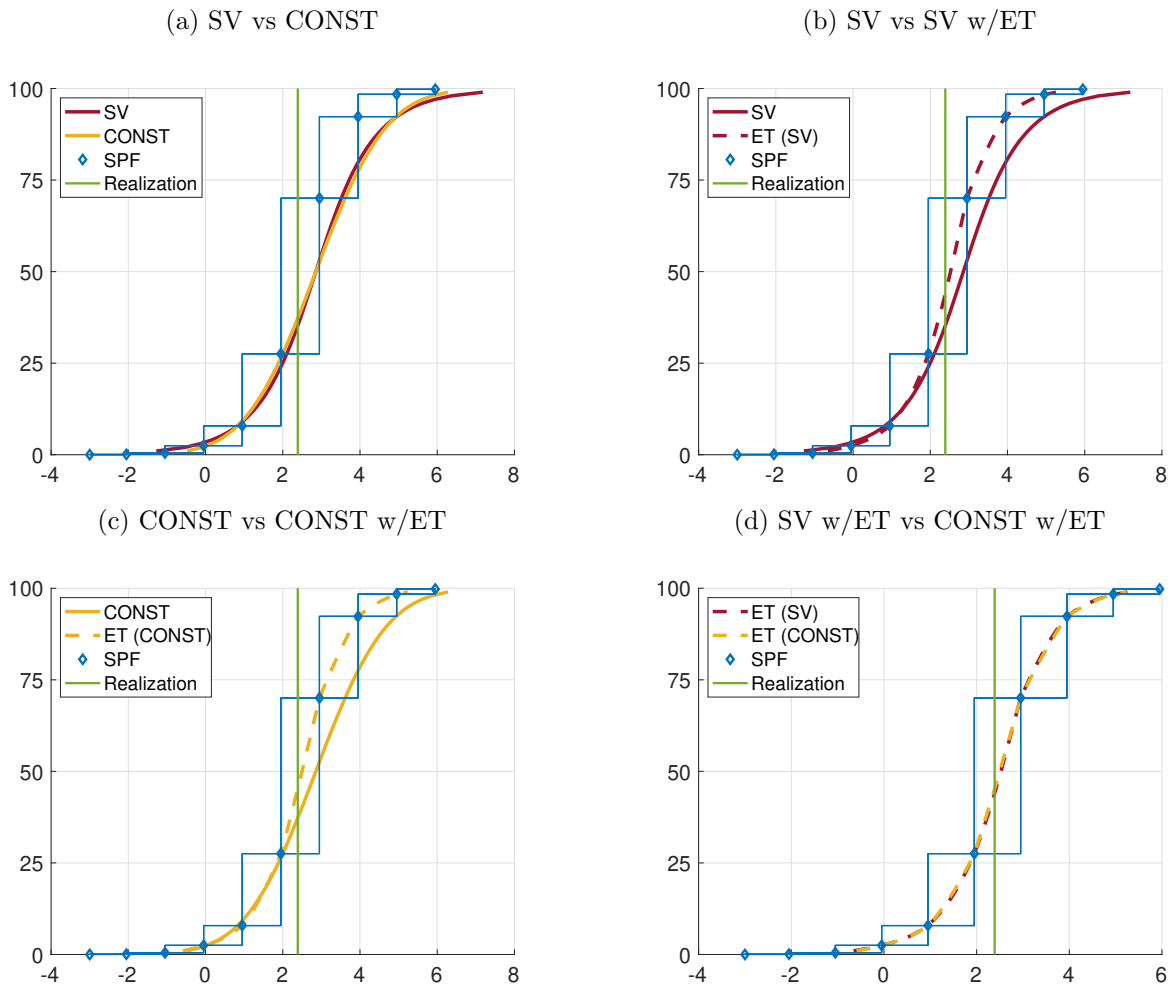 (a) SV vs CONST
100
75
50
25
0
-4 -2 0 2 4 6 8
SV
CONST
SPF
Realization
(b) SV vs SV w/ET
100
75
50
25
0
-4 -2 0 2 4 6 8
SV
ET (SV)
SPF
Realization
(c) CONST vs CONST w/ET
100
75
50
25
0
-4 -2 0 2 4 6 8
CONST
ET (CONST)
SPF
Realization
(d) SV w/ET vs CONST w/ET
100
75
50
25
0
-4 -2 0 2 4 6
ET (SV)
ET (CONST)
SPF
Realization